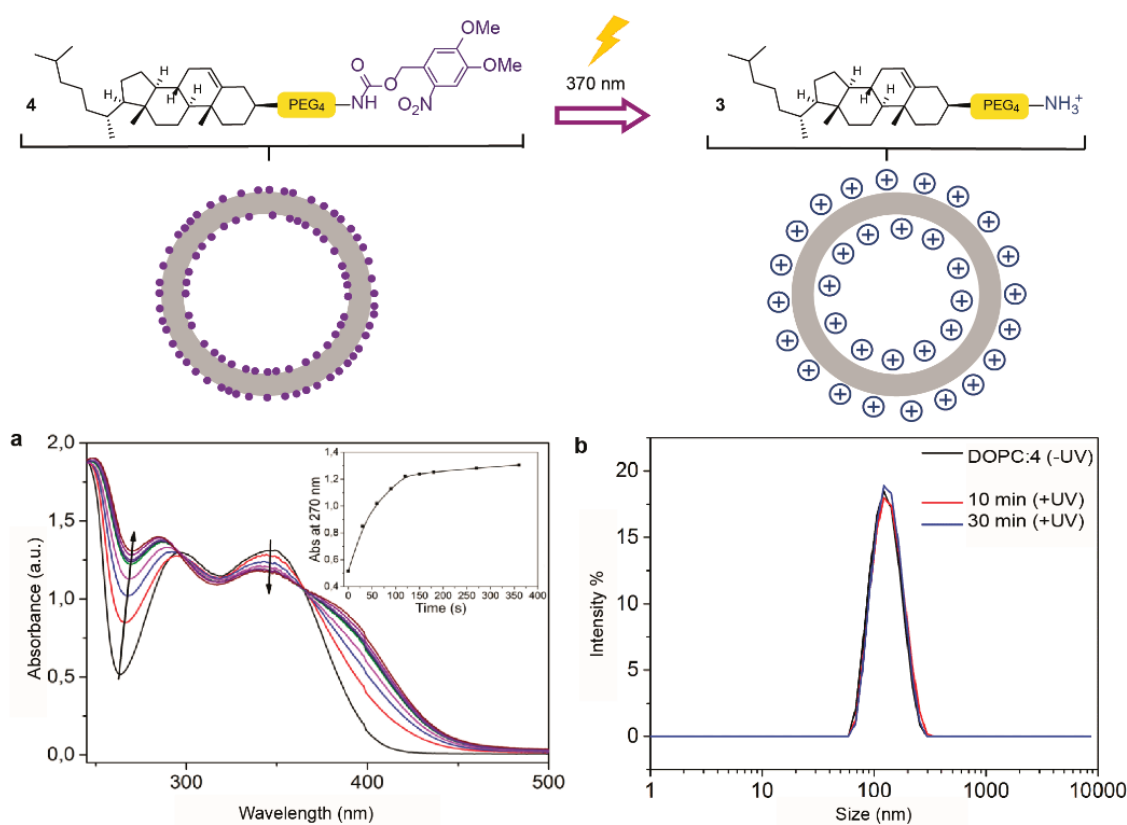 OMe
OMe
O
NH
O
NO₂
H
H
H
PEG₄
4
370 nm
H
H
H
PEG₄
NH₃⁺
3
+ + + + + + + + + + + + + + + + + + + + + + + + + + + + + + + +
a
2,0
1,5
1,0
0,5
0,0
Absorbance (a.u.)
300
400
500
Wavelength (nm)
1,4
1,2
1,0
0,8
0,6
0,4
Abs at 270 nm
0 50 100 150 200 250 300 350 400
Time (s)
b
20
15
10
5
0
Intensity %
DOPC:4 (-UV)
10 min (+UV)
30 min (+UV)
1
10
100
1000
10000
Size (nm)